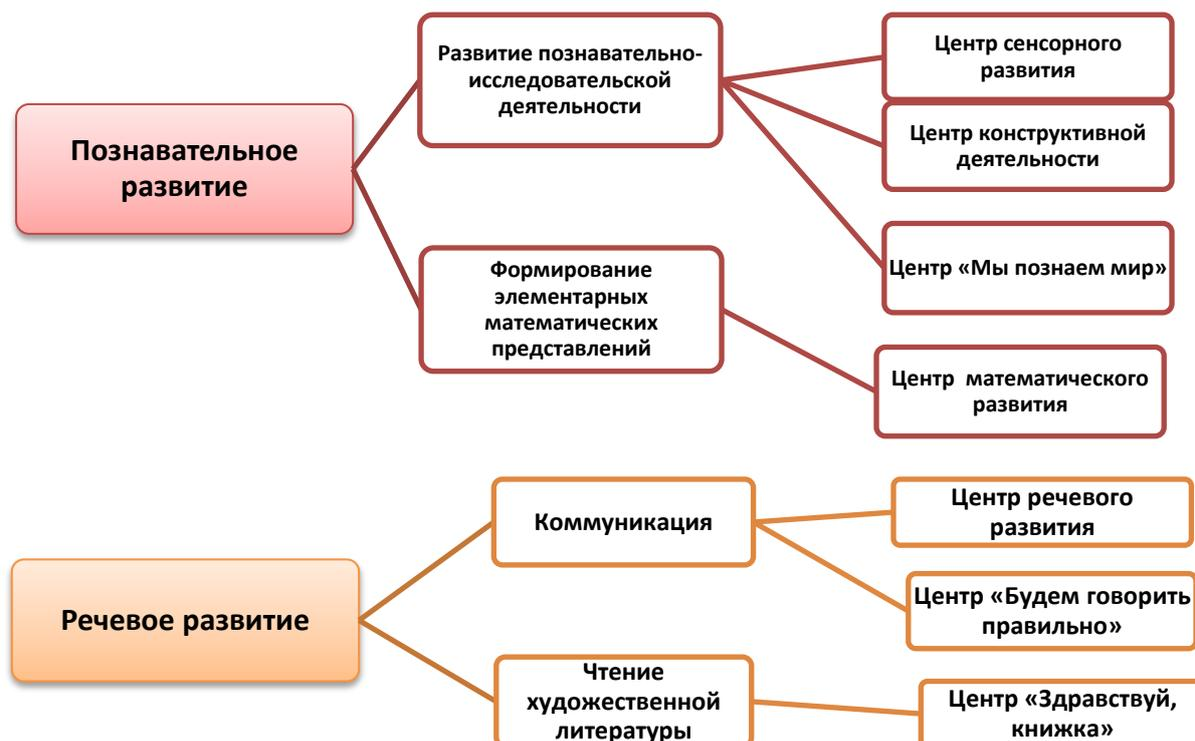 Познавательное
развитие
Развитие познавательно-
исследовательской
деятельности
Центр сенсорного
развития
Центр конструктивной
деятельности
Центр «Мы познаем мир»
Формирование
элементарных
математических
представлений
Центр математического
развития
Речевое развитие
Коммуникация
Центр речевого
развития
Центр «Будем говорить
правильно»
Чтение
художественной
литературы
Центр «Здравствуй,
книжка»